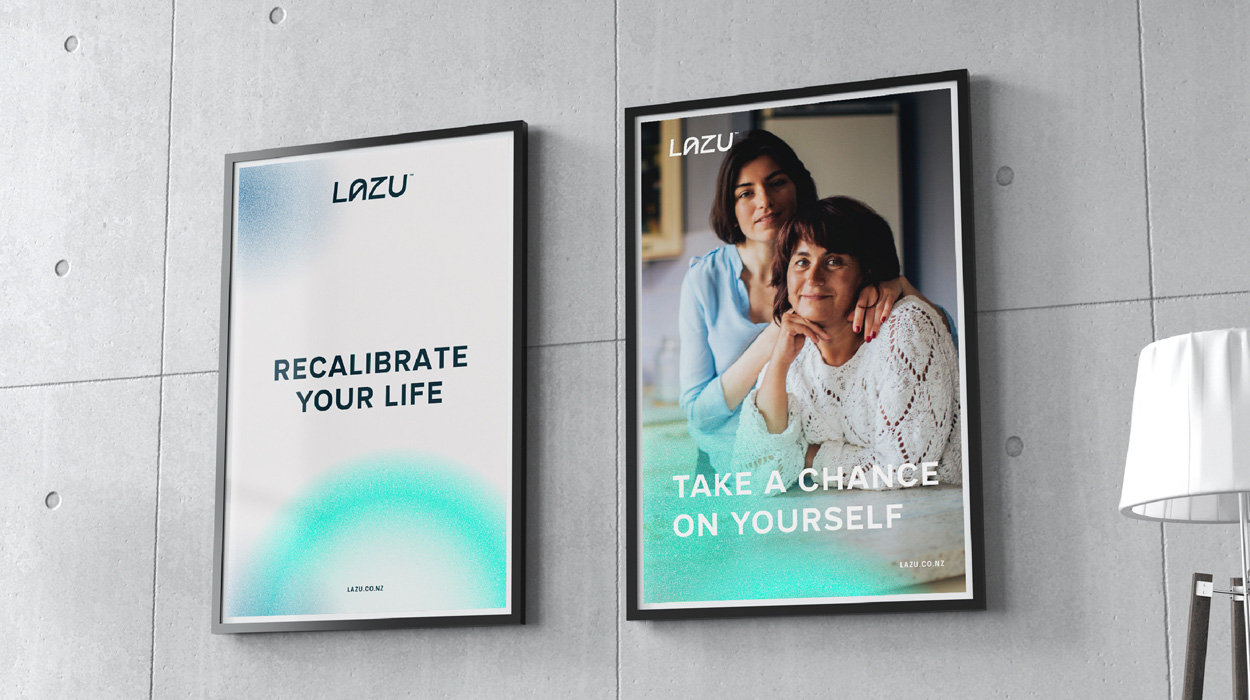 LAZU™
RECALIBRATE
YOUR LIFE
LAZU.CO.NZ
LAZU™
TAKE A CHANCE
ON YOURSELF
LAZU.CO.NZ